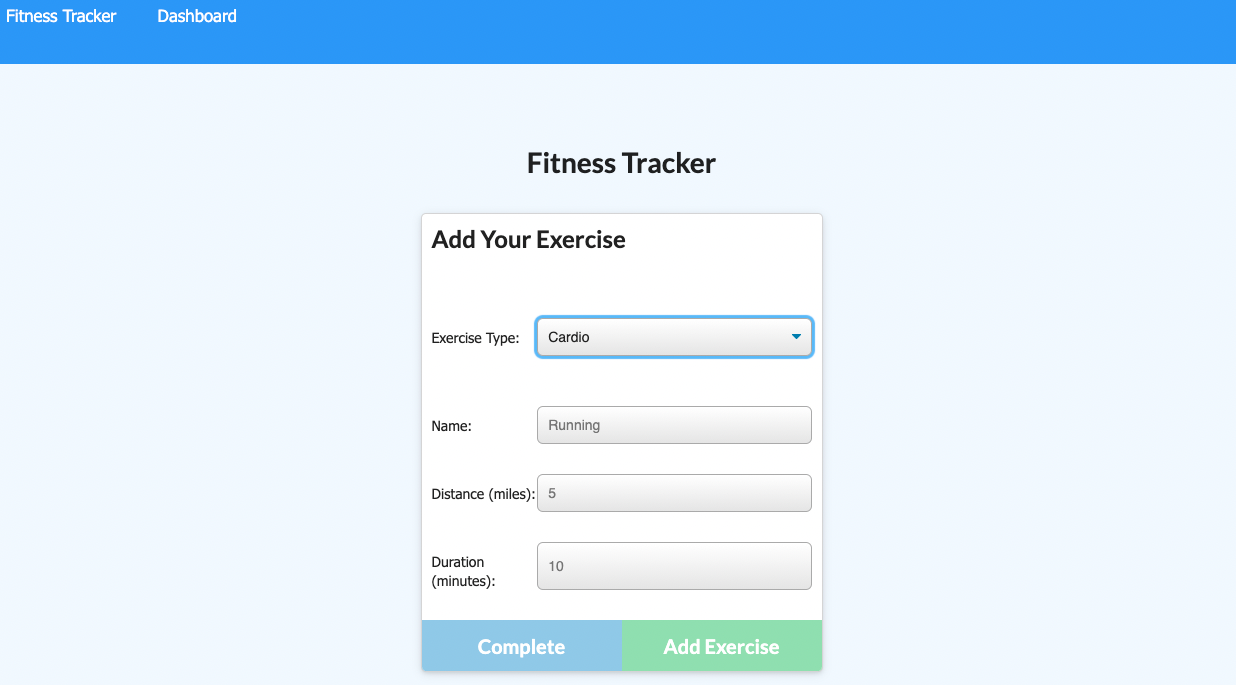 Fitness Tracker Dashboard
Fitness Tracker
Add Your Exercise
Exercise Type: Cardio
Name: Running
Distance (miles): 5
Duration
(minutes): 10
Complete Add Exercise